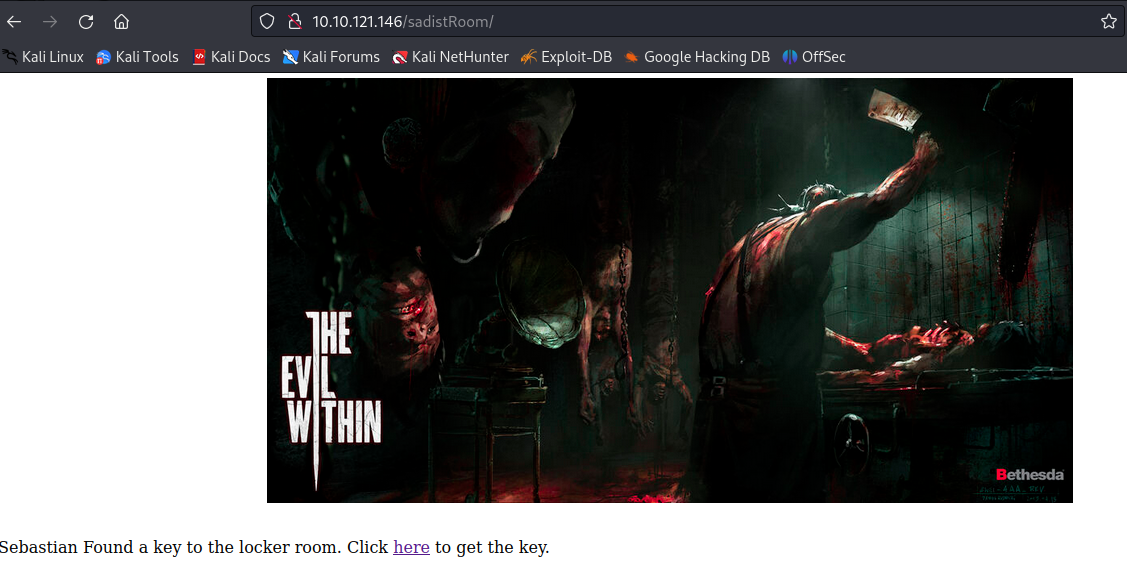 10.10.121.146/sadistRoom/
Kali Linux Kali Tools Kali Docs Kali Forums Kali NetHunter Exploit-DB Google Hacking DB OffSec
THE
EVIL
WITHIN
Bethesda
Sebastian Found a key to the locker room. Click here to get the key.